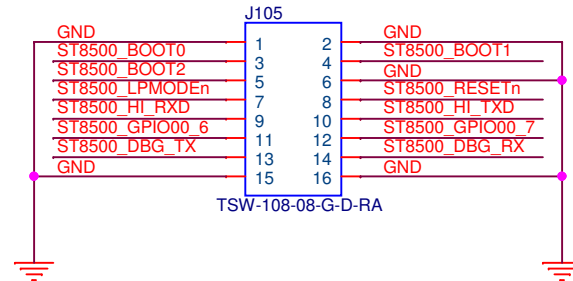 J105
GND 1 2 GND
ST8500_BOOT0 3 4 ST8500_BOOT1
ST8500_BOOT2 5 6 GND
ST8500_LPMODEn 7 8 ST8500_RESETn
ST8500_HI_RXD 9 10 ST8500_HI_TXD
ST8500_GPIO00_6 11 12 ST8500_GPIO00_7
ST8500_DBG_TX 13 14 ST8500_DBG_RX
GND 15 16 GND
TSW-108-08-G-D-RA